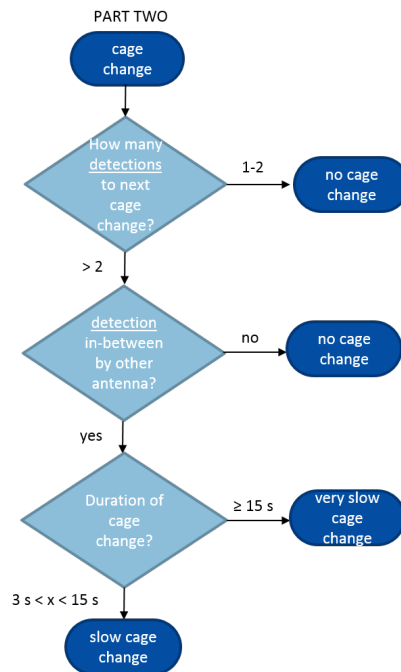 PART TWO
cage
change
How many
detections
to next
cage
change?
1-2
no cage
change
> 2
detection
in-between
by other
antenna?
no
no cage
change
yes
Duration of
cage
change?
≥ 15 s
very slow
cage
change
3 s < x < 15 s
slow cage
change